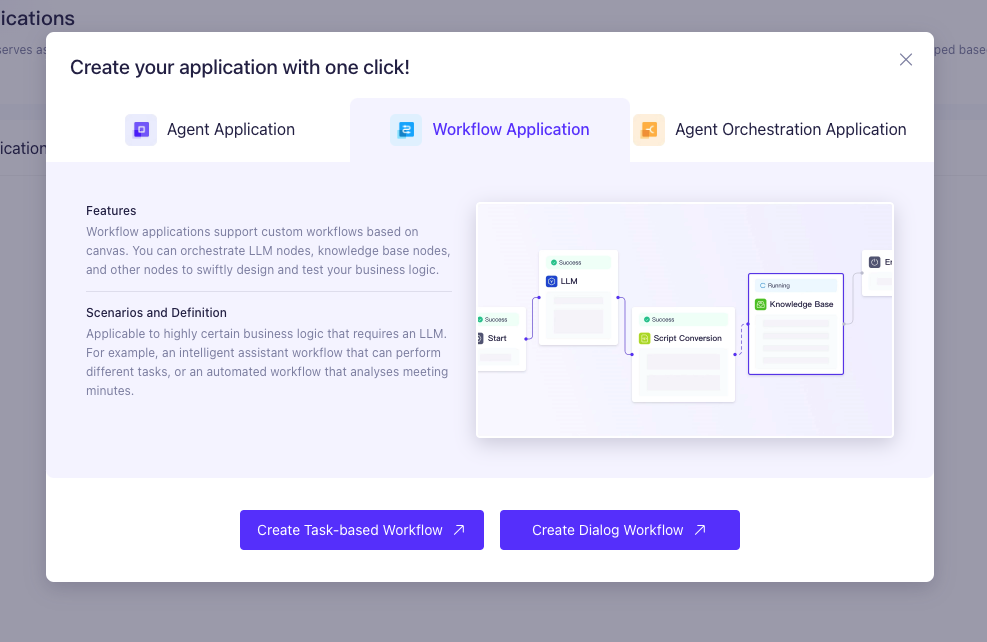 ications
serves as
ped base
Create your application with one click!
Agent Application
Workflow Application
Agent Orchestration Application
ication
Features
Workflow applications support custom workflows based on
canvas. You can orchestrate LLM nodes, knowledge base nodes,
and other nodes to swiftly design and test your business logic.
Scenarios and Definition
Applicable to highly certain business logic that requires an LLM.
For example, an intelligent assistant workflow that can perform
different tasks, or an automated workflow that analyses meeting
minutes.
Success
Start
Success
LLM
Success
Script Conversion
Running
Knowledge Base
En
Create Task-based Workflow
Create Dialog Workflow